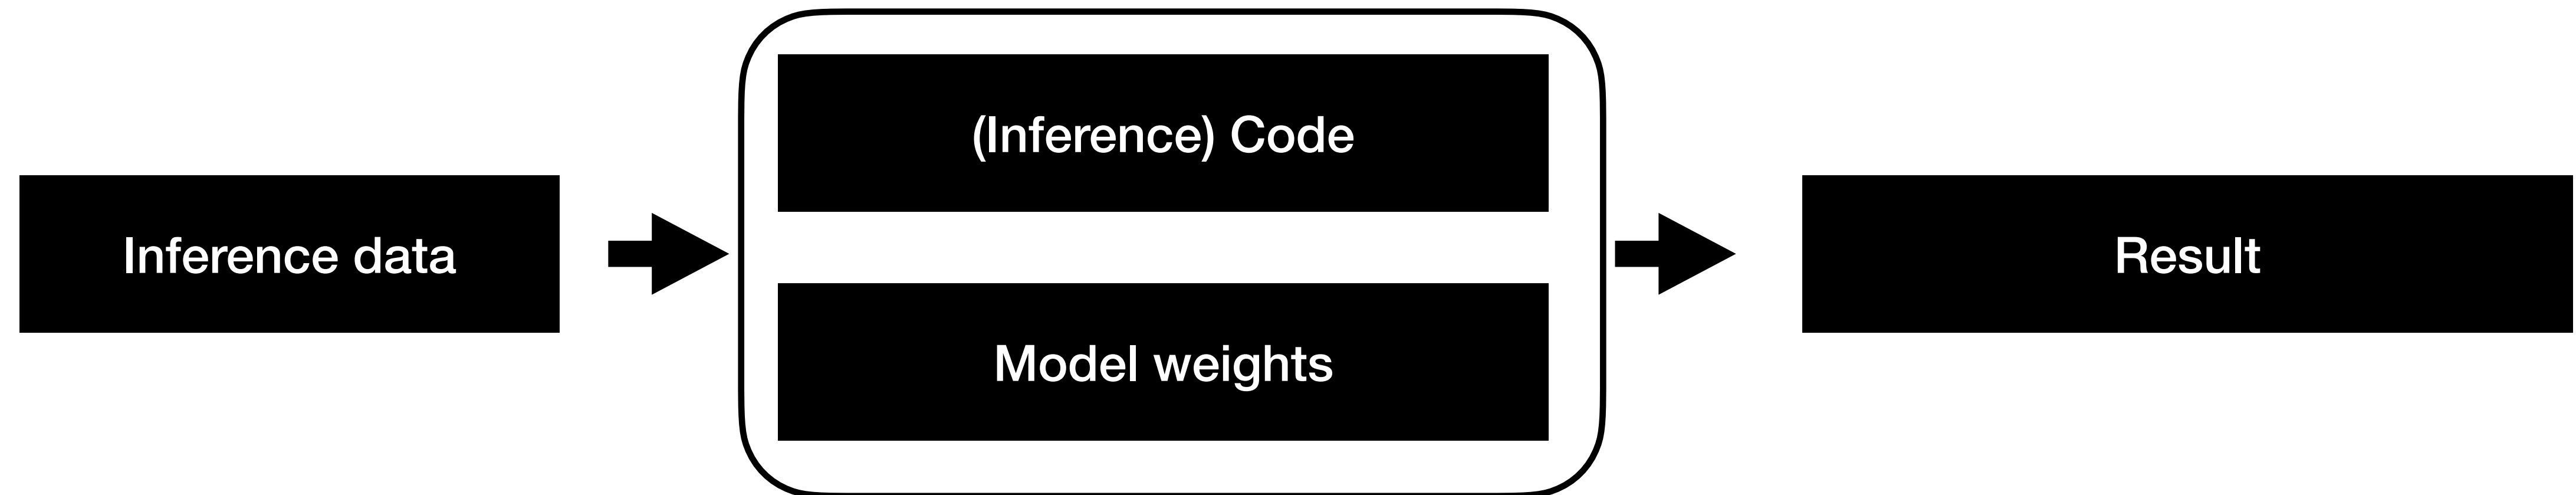 Inference data
(Inference) Code
Model weights
Result